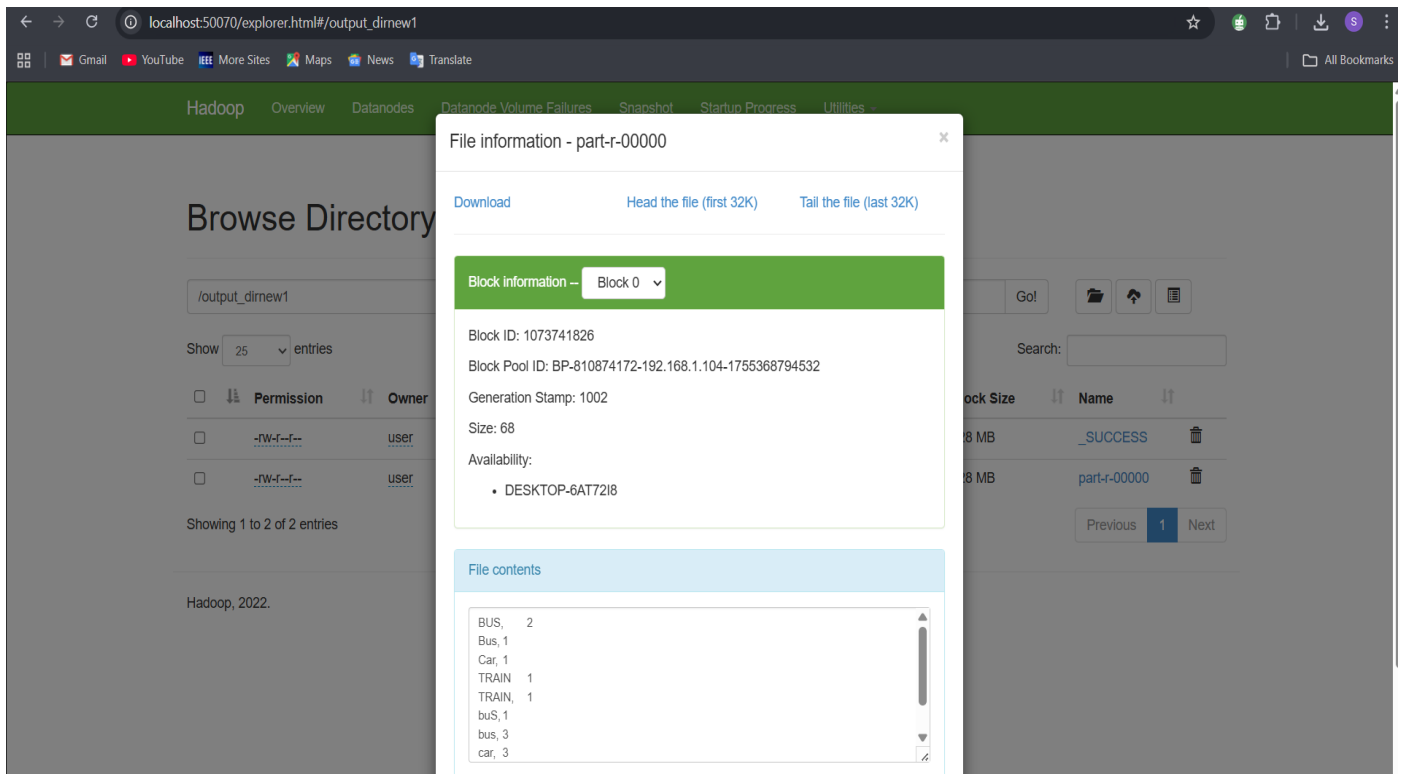 localhost:50070/explorer.html#/output_dirnew1
S
Gmail YouTube IEEE More Sites Maps News Translate All Bookmarks
Hadoop Overview Datanodes Datanode Volume Failures Snapshot Startup Progress Utilities
File information - part-r-00000 ×
Download Head the file (first 32K) Tail the file (last 32K)
Browse Directory
Block information -- Block 0
/output_dirnew1 Go!
Block ID: 1073741826
Show 25 entries Search:
Block Pool ID: BP-810874172-192.168.1.104-1755368794532
Permission Owner ock Size Name
Generation Stamp: 1002
Size: 68
-rw-r--r-- user 28 MB _SUCCESS
Availability:
-rw-r--r-- user 28 MB part-r-00000
• DESKTOP-6AT72I8
Showing 1 to 2 of 2 entries Previous 1 Next
File contents
Hadoop, 2022.
BUS, 2
Bus, 1
Car, 1
TRAIN 1
TRAIN, 1
buS, 1
bus, 3
car, 3